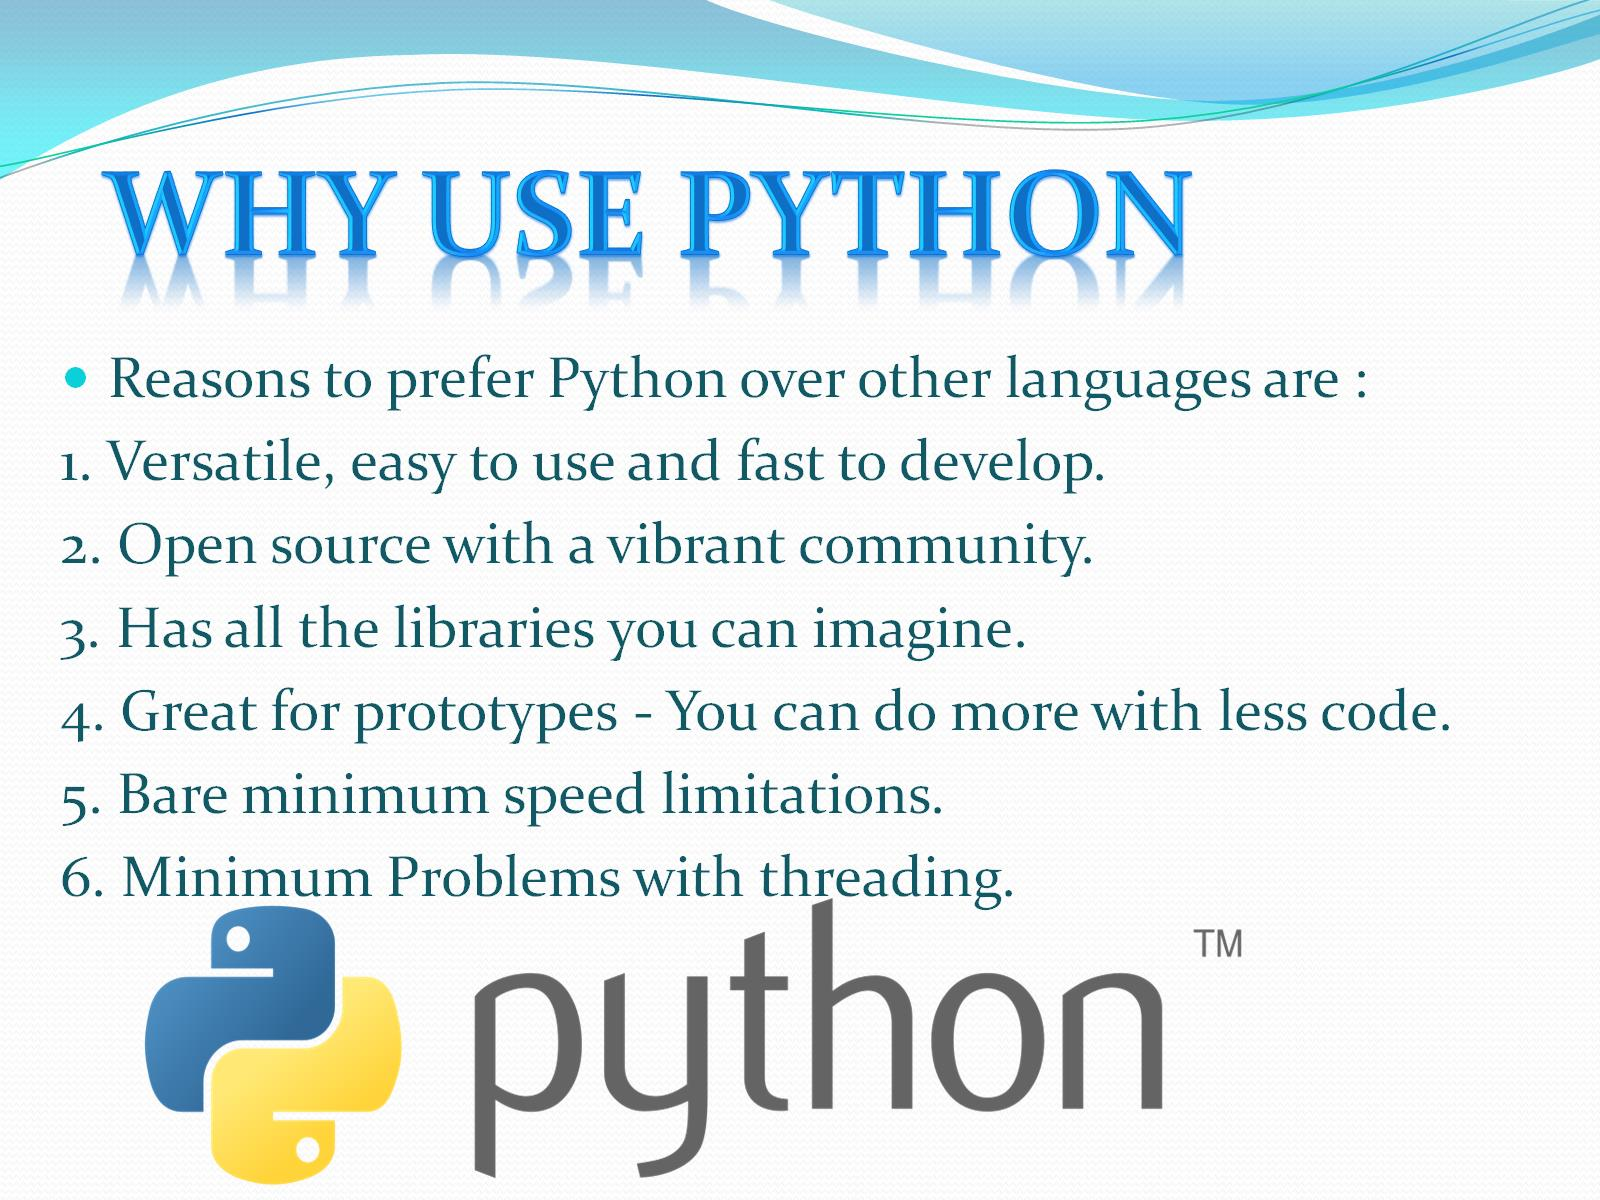 WHY USE PYTHON
• Reasons to prefer Python over other languages are :
1. Versatile, easy to use and fast to develop.
2. Open source with a vibrant community.
3. Has all the libraries you can imagine.
4. Great for prototypes - You can do more with less code.
5. Bare minimum speed limitations.
6. Minimum Problems with threading.
python TM